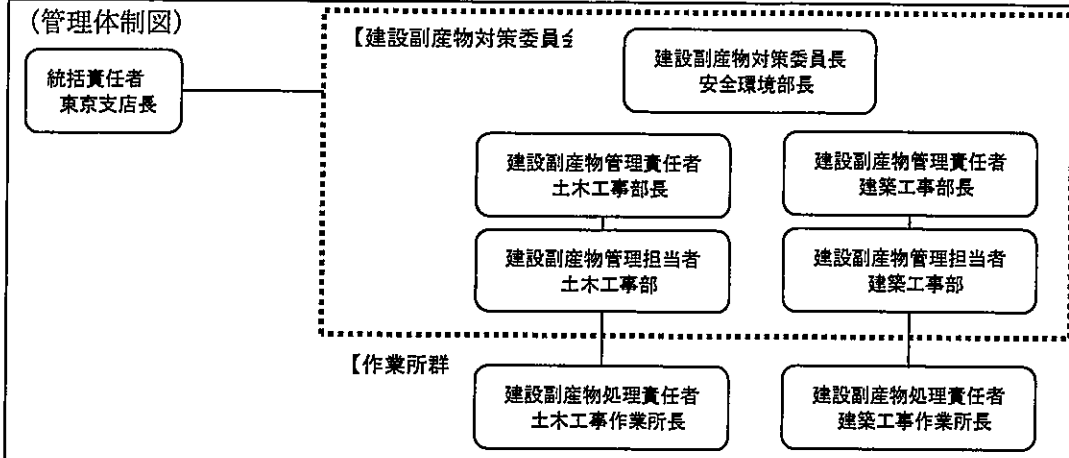 (管理体制図)
【建設副産物対策委員会
統括責任者
東京支店長
建設副産物対策委員長
安全環境部長
建設副産物管理責任者
土木工事部長
建設副産物管理責任者
建築工事部長
建設副産物管理担当者
土木工事部
建設副産物管理担当者
建築工事部
【作業所群
建設副産物処理責任者
土木工事作業所長
建設副産物処理責任者
建築工事作業所長